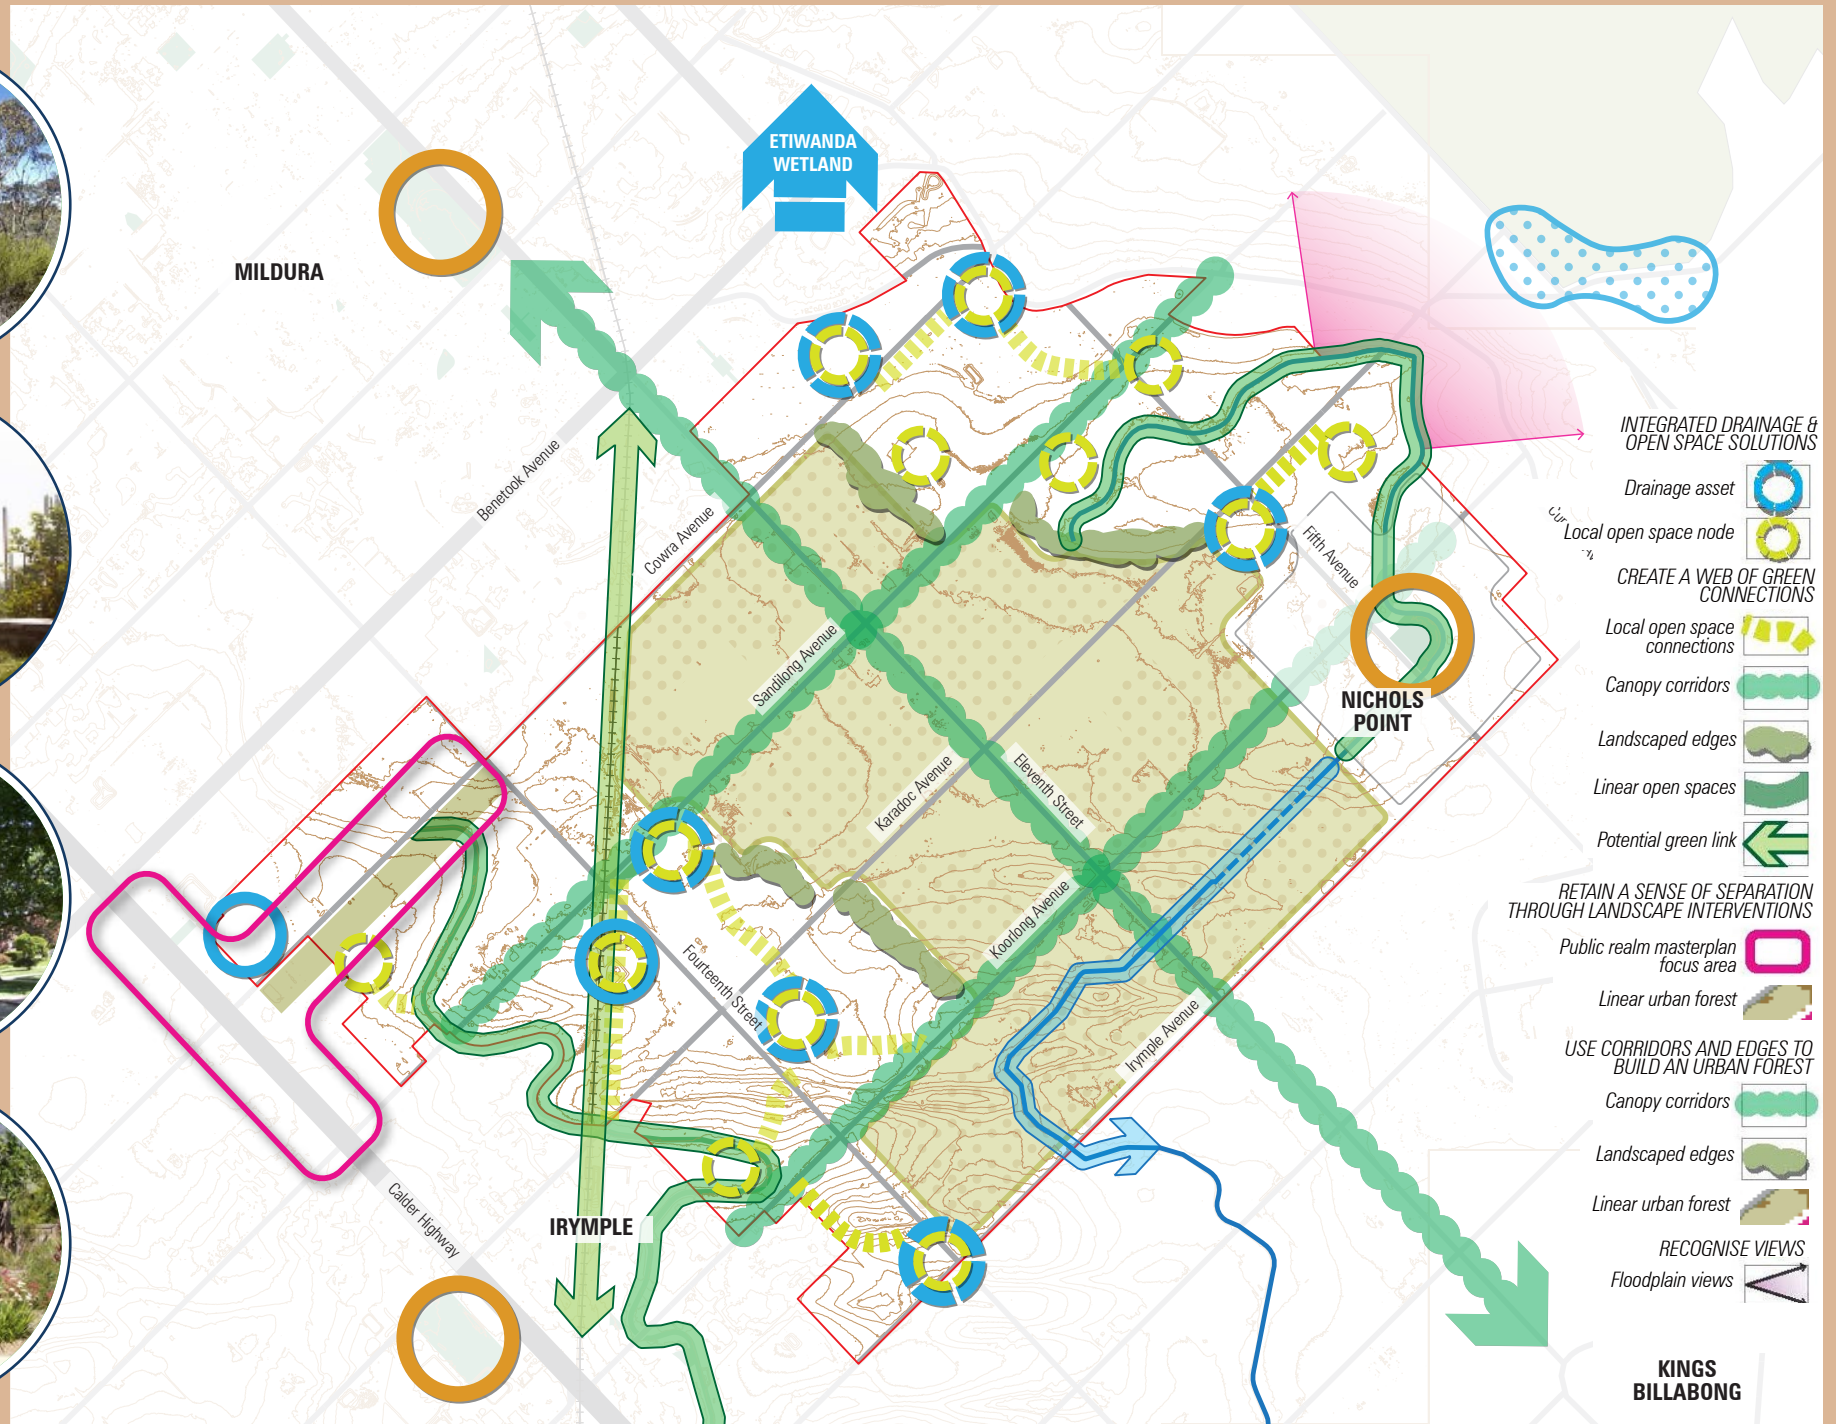 ETIWANDA
WETLAND
MILDURA
Benetook Avenue
Cowra Avenue
Sandilong Avenue
Karadoc Avenue
Eleventh Street
Koorlong Avenue
Fourteenth Street
Irymple Avenue
Fifth Avenue
NICHOLS
POINT
IRYMPLE
Calder Highway
KINGS
BILLABONG
INTEGRATED DRAINAGE &
OPEN SPACE SOLUTIONS
Drainage asset
Local open space node
CREATE A WEB OF GREEN
CONNECTIONS
Local open space
connections
Canopy corridors
Landscaped edges
Linear open spaces
Potential green link
RETAIN A SENSE OF SEPARATION
THROUGH LANDSCAPE INTERVENTIONS
Public realm masterplan
focus area
Linear urban forest
USE CORRIDORS AND EDGES TO
BUILD AN URBAN FOREST
Canopy corridors
Landscaped edges
Linear urban forest
RECOGNISE VIEWS
Floodplain views